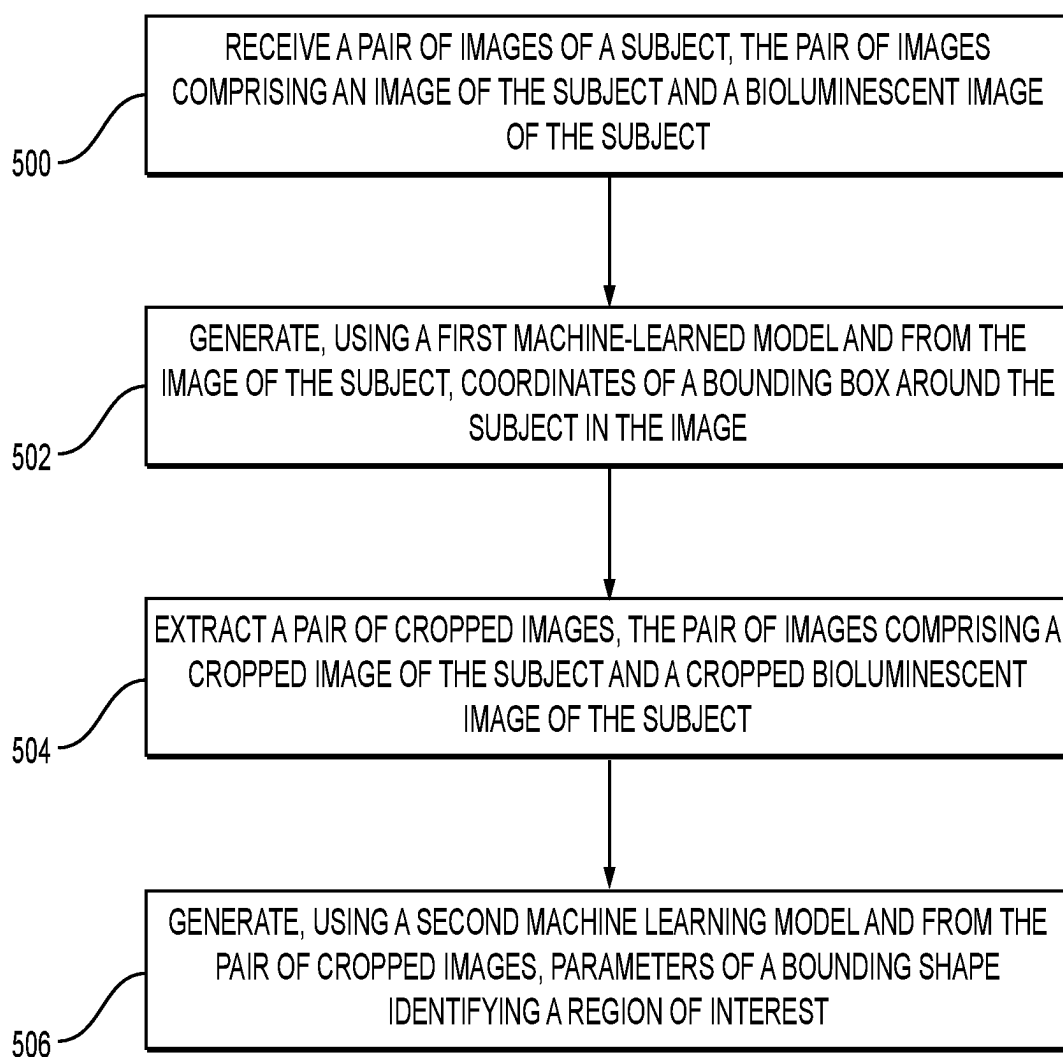 RECEIVE A PAIR OF IMAGES OF A SUBJECT, THE PAIR OF IMAGES
COMPRISING AN IMAGE OF THE SUBJECT AND A BIOLUMINESCENT IMAGE
OF THE SUBJECT
500
GENERATE, USING A FIRST MACHINE-LEARNED MODEL AND FROM THE
IMAGE OF THE SUBJECT, COORDINATES OF A BOUNDING BOX AROUND THE
SUBJECT IN THE IMAGE
502
EXTRACT A PAIR OF CROPPED IMAGES, THE PAIR OF IMAGES COMPRISING A
CROPPED IMAGE OF THE SUBJECT AND A CROPPED BIOLUMINESCENT
IMAGE OF THE SUBJECT
504
GENERATE, USING A SECOND MACHINE LEARNING MODEL AND FROM THE
PAIR OF CROPPED IMAGES, PARAMETERS OF A BOUNDING SHAPE
IDENTIFYING A REGION OF INTEREST
506